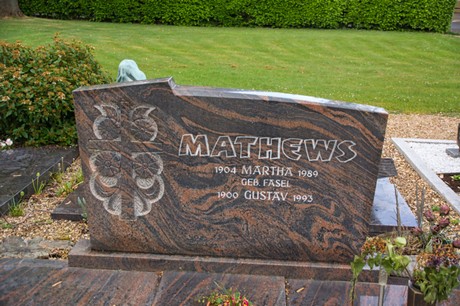 MATHEWS
1904 MARTHA 1989
GEB. FASEL
1900 GUSTAV 1993